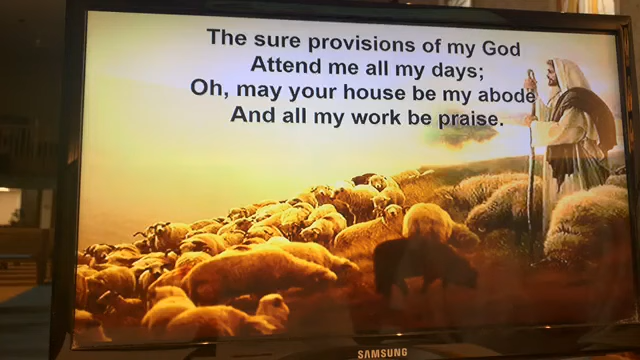 The sure provisions of my God
Attend me all my days;
Oh, may your house be my abode
And all my work be praise.
SAMSUNG